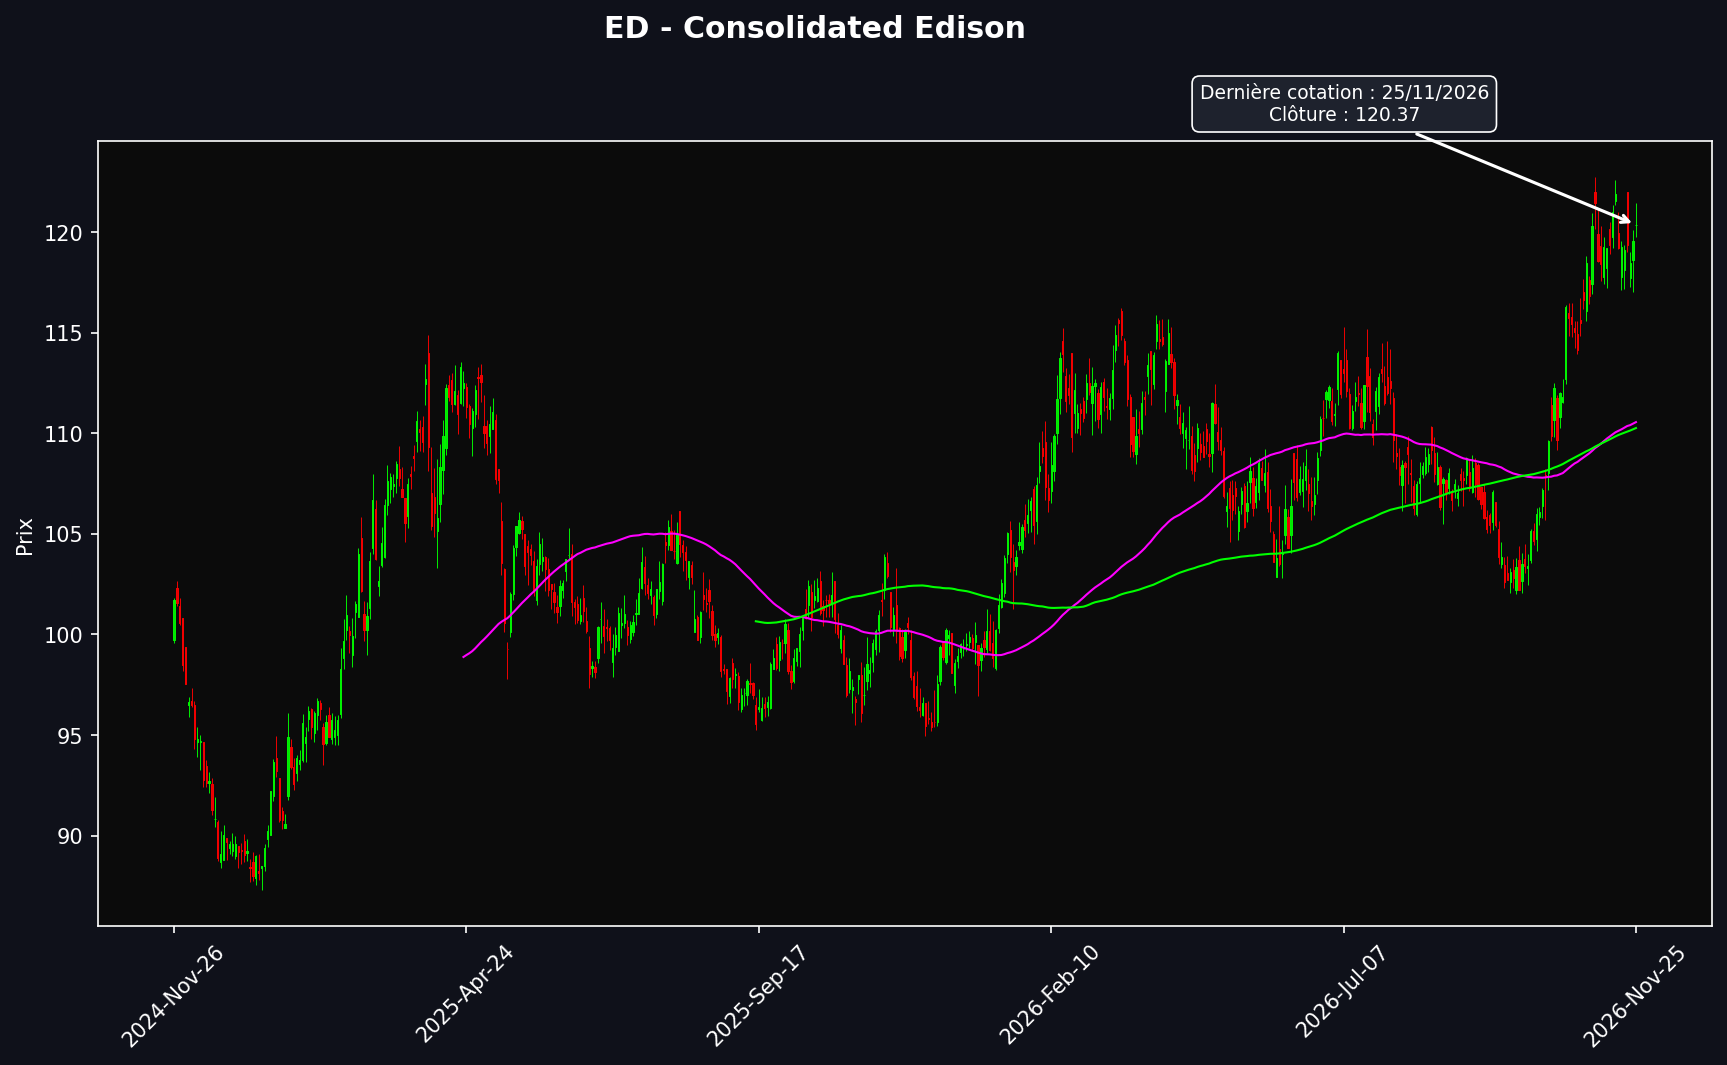 ED - Consolidated Edison
Dernière cotation : 25/11/2026
Clôture : 120.37
Prix
120
115
110
105
100
95
90
2024-Nov-26
2025-Apr-24
2025-Sep-17
2026-Feb-10
2026-Jul-07
2026-Nov-25